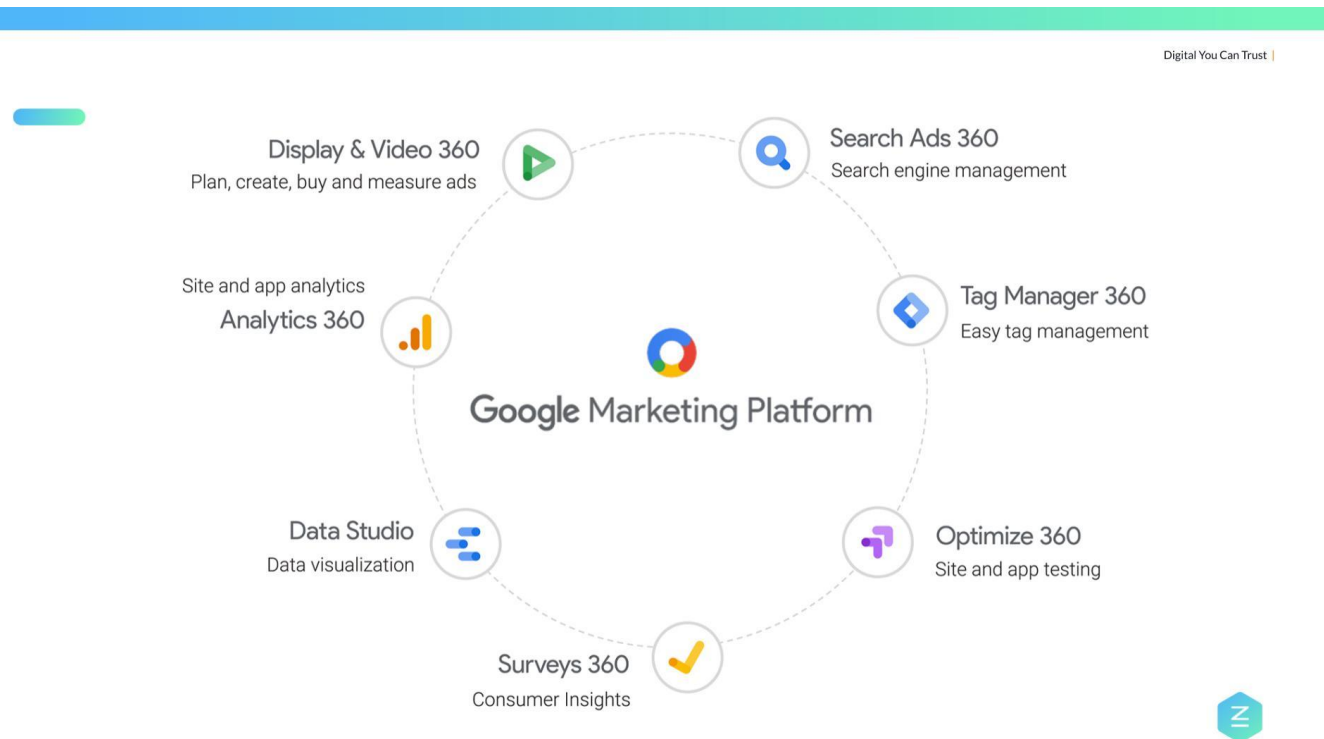 Digital You Can Trust |
Display & Video 360
Plan, create, buy and measure ads
Search Ads 360
Search engine management
Site and app analytics
Analytics 360
Tag Manager 360
Easy tag management
Google Marketing Platform
Data Studio
Data visualization
Optimize 360
Site and app testing
Surveys 360
Consumer Insights